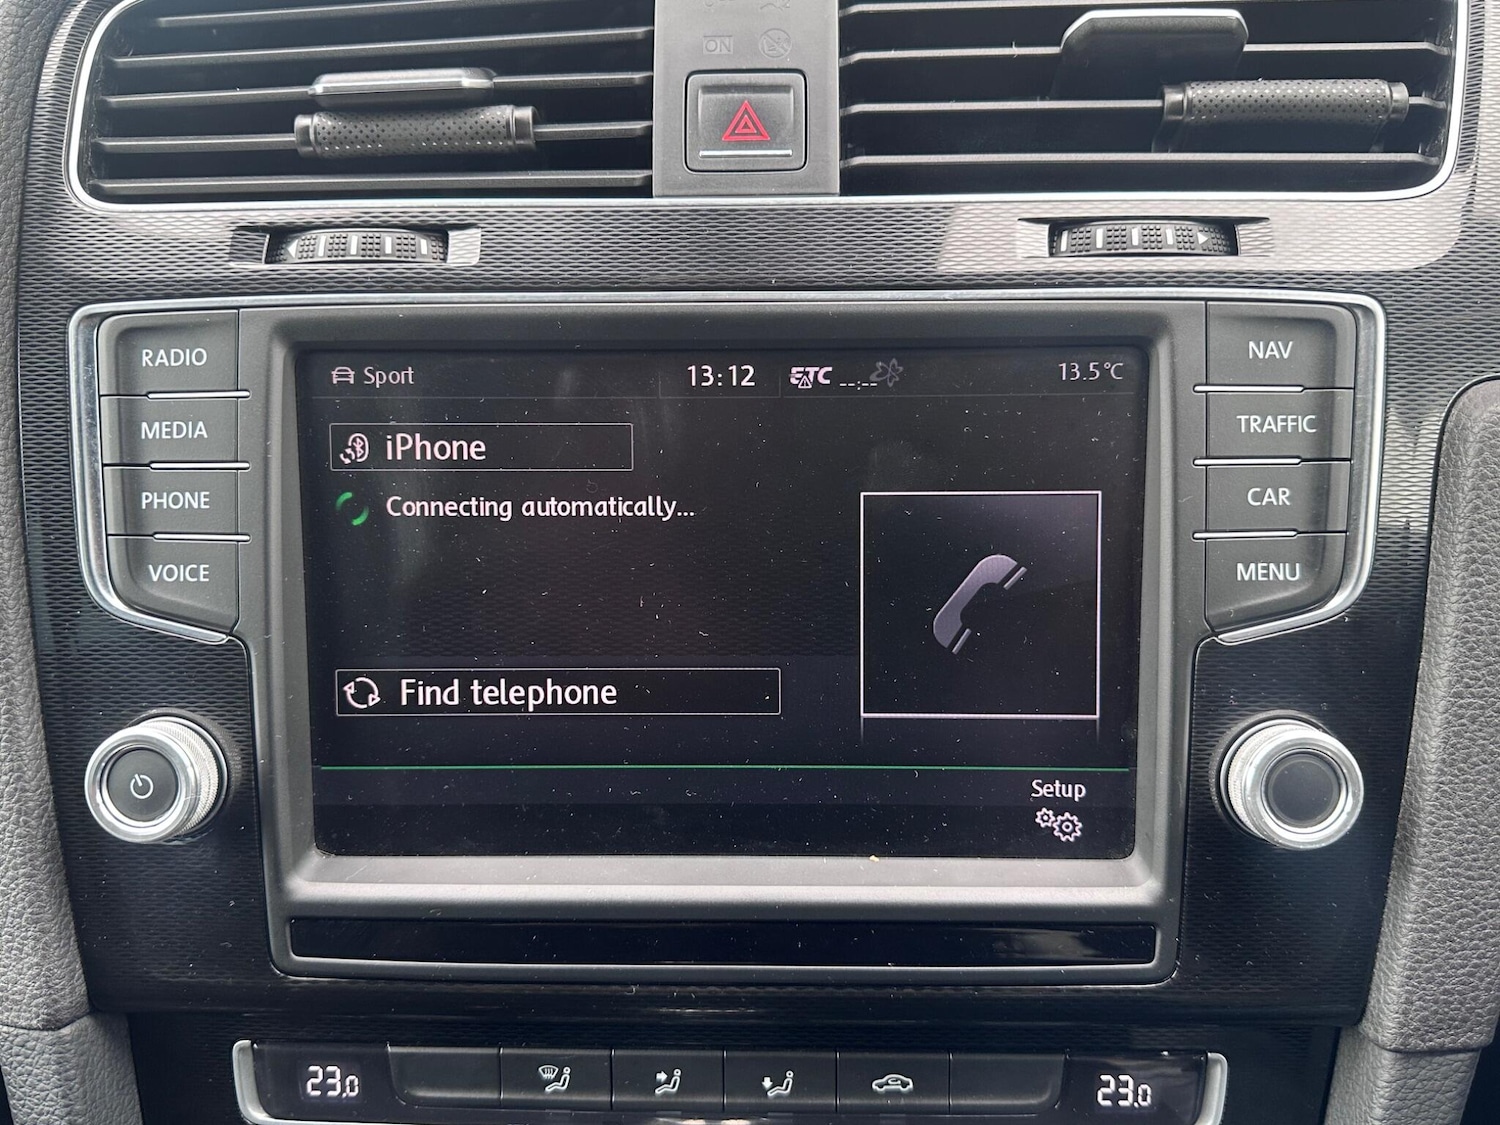 ON
RADIO
MEDIA
PHONE
VOICE
Sport
13:12
ETC --:--
13.5°C
iPhone
Connecting automatically...
Find telephone
Setup
NAV
TRAFFIC
CAR
MENU
23.0
23.0